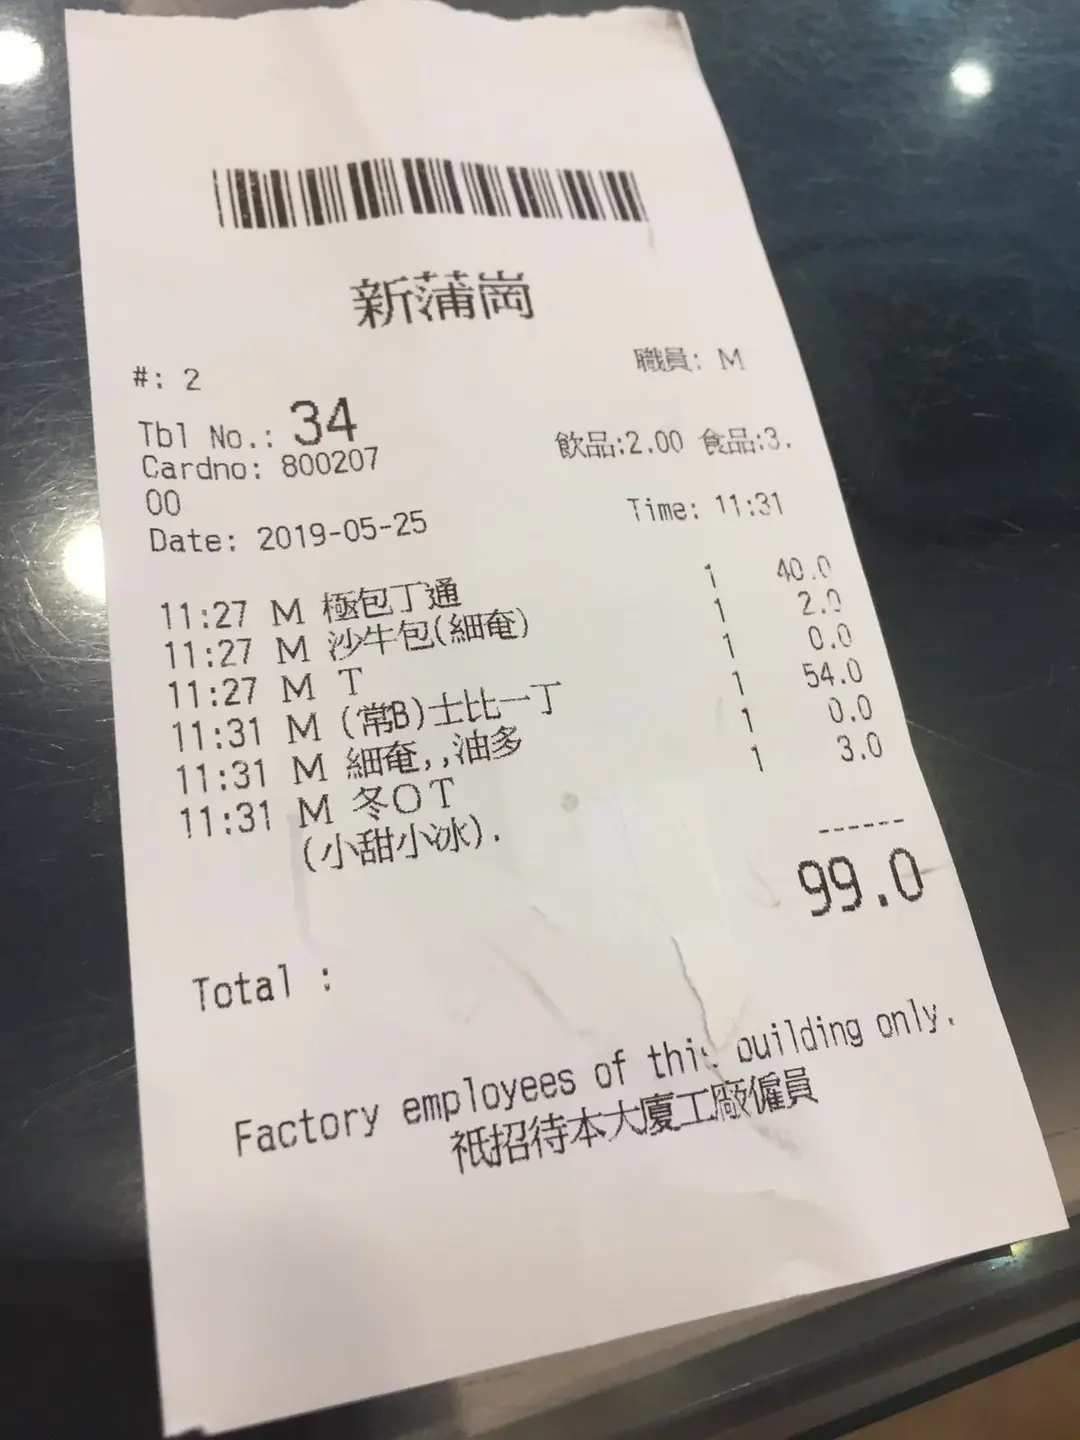 新蒲崗
#: 2 職員: M
Tbl No.: 34
Cardno: 800207 飲品:2.00 食品:3.
00
Date: 2019-05-25 Time: 11:31
11:27 M 極包丁通 1 40.0
11:27 M 沙牛包(細奄) 1 2.0
11:27 M T 1 0.0
11:31 M (常B)士比一丁 1 54.0
11:31 M 細奄,,油多 1 0.0
11:31 M 冬OT 1 3.0
(小甜小冰).
------
99.0
Total :
Factory employees of this building only.
祇招待本大廈工廠僱員